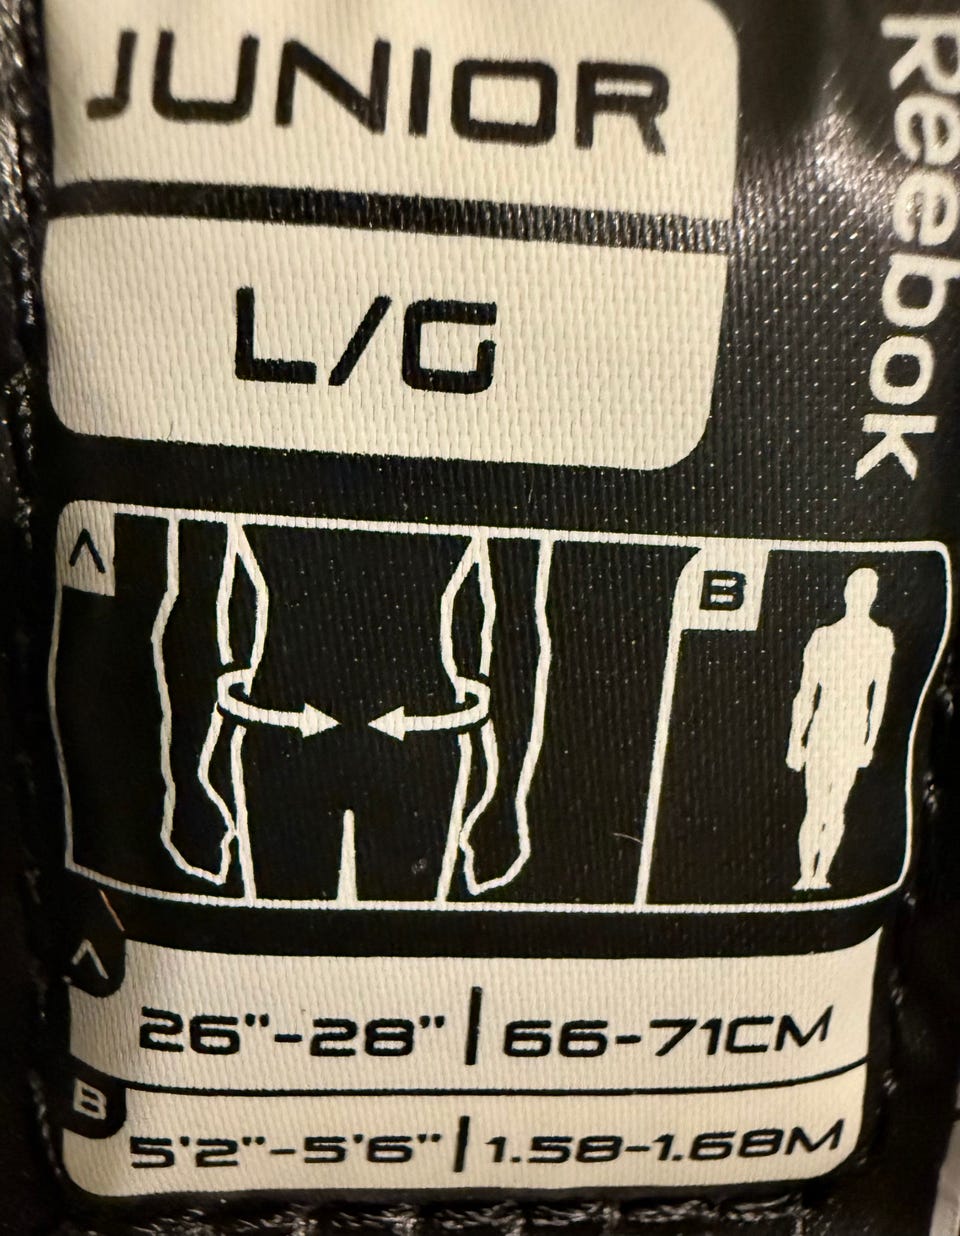 JUNIOR
L/G
Reebok
A
B
A
26"-28" | 66-71CM
B
5'2"-5'6" | 1.58-1.68M